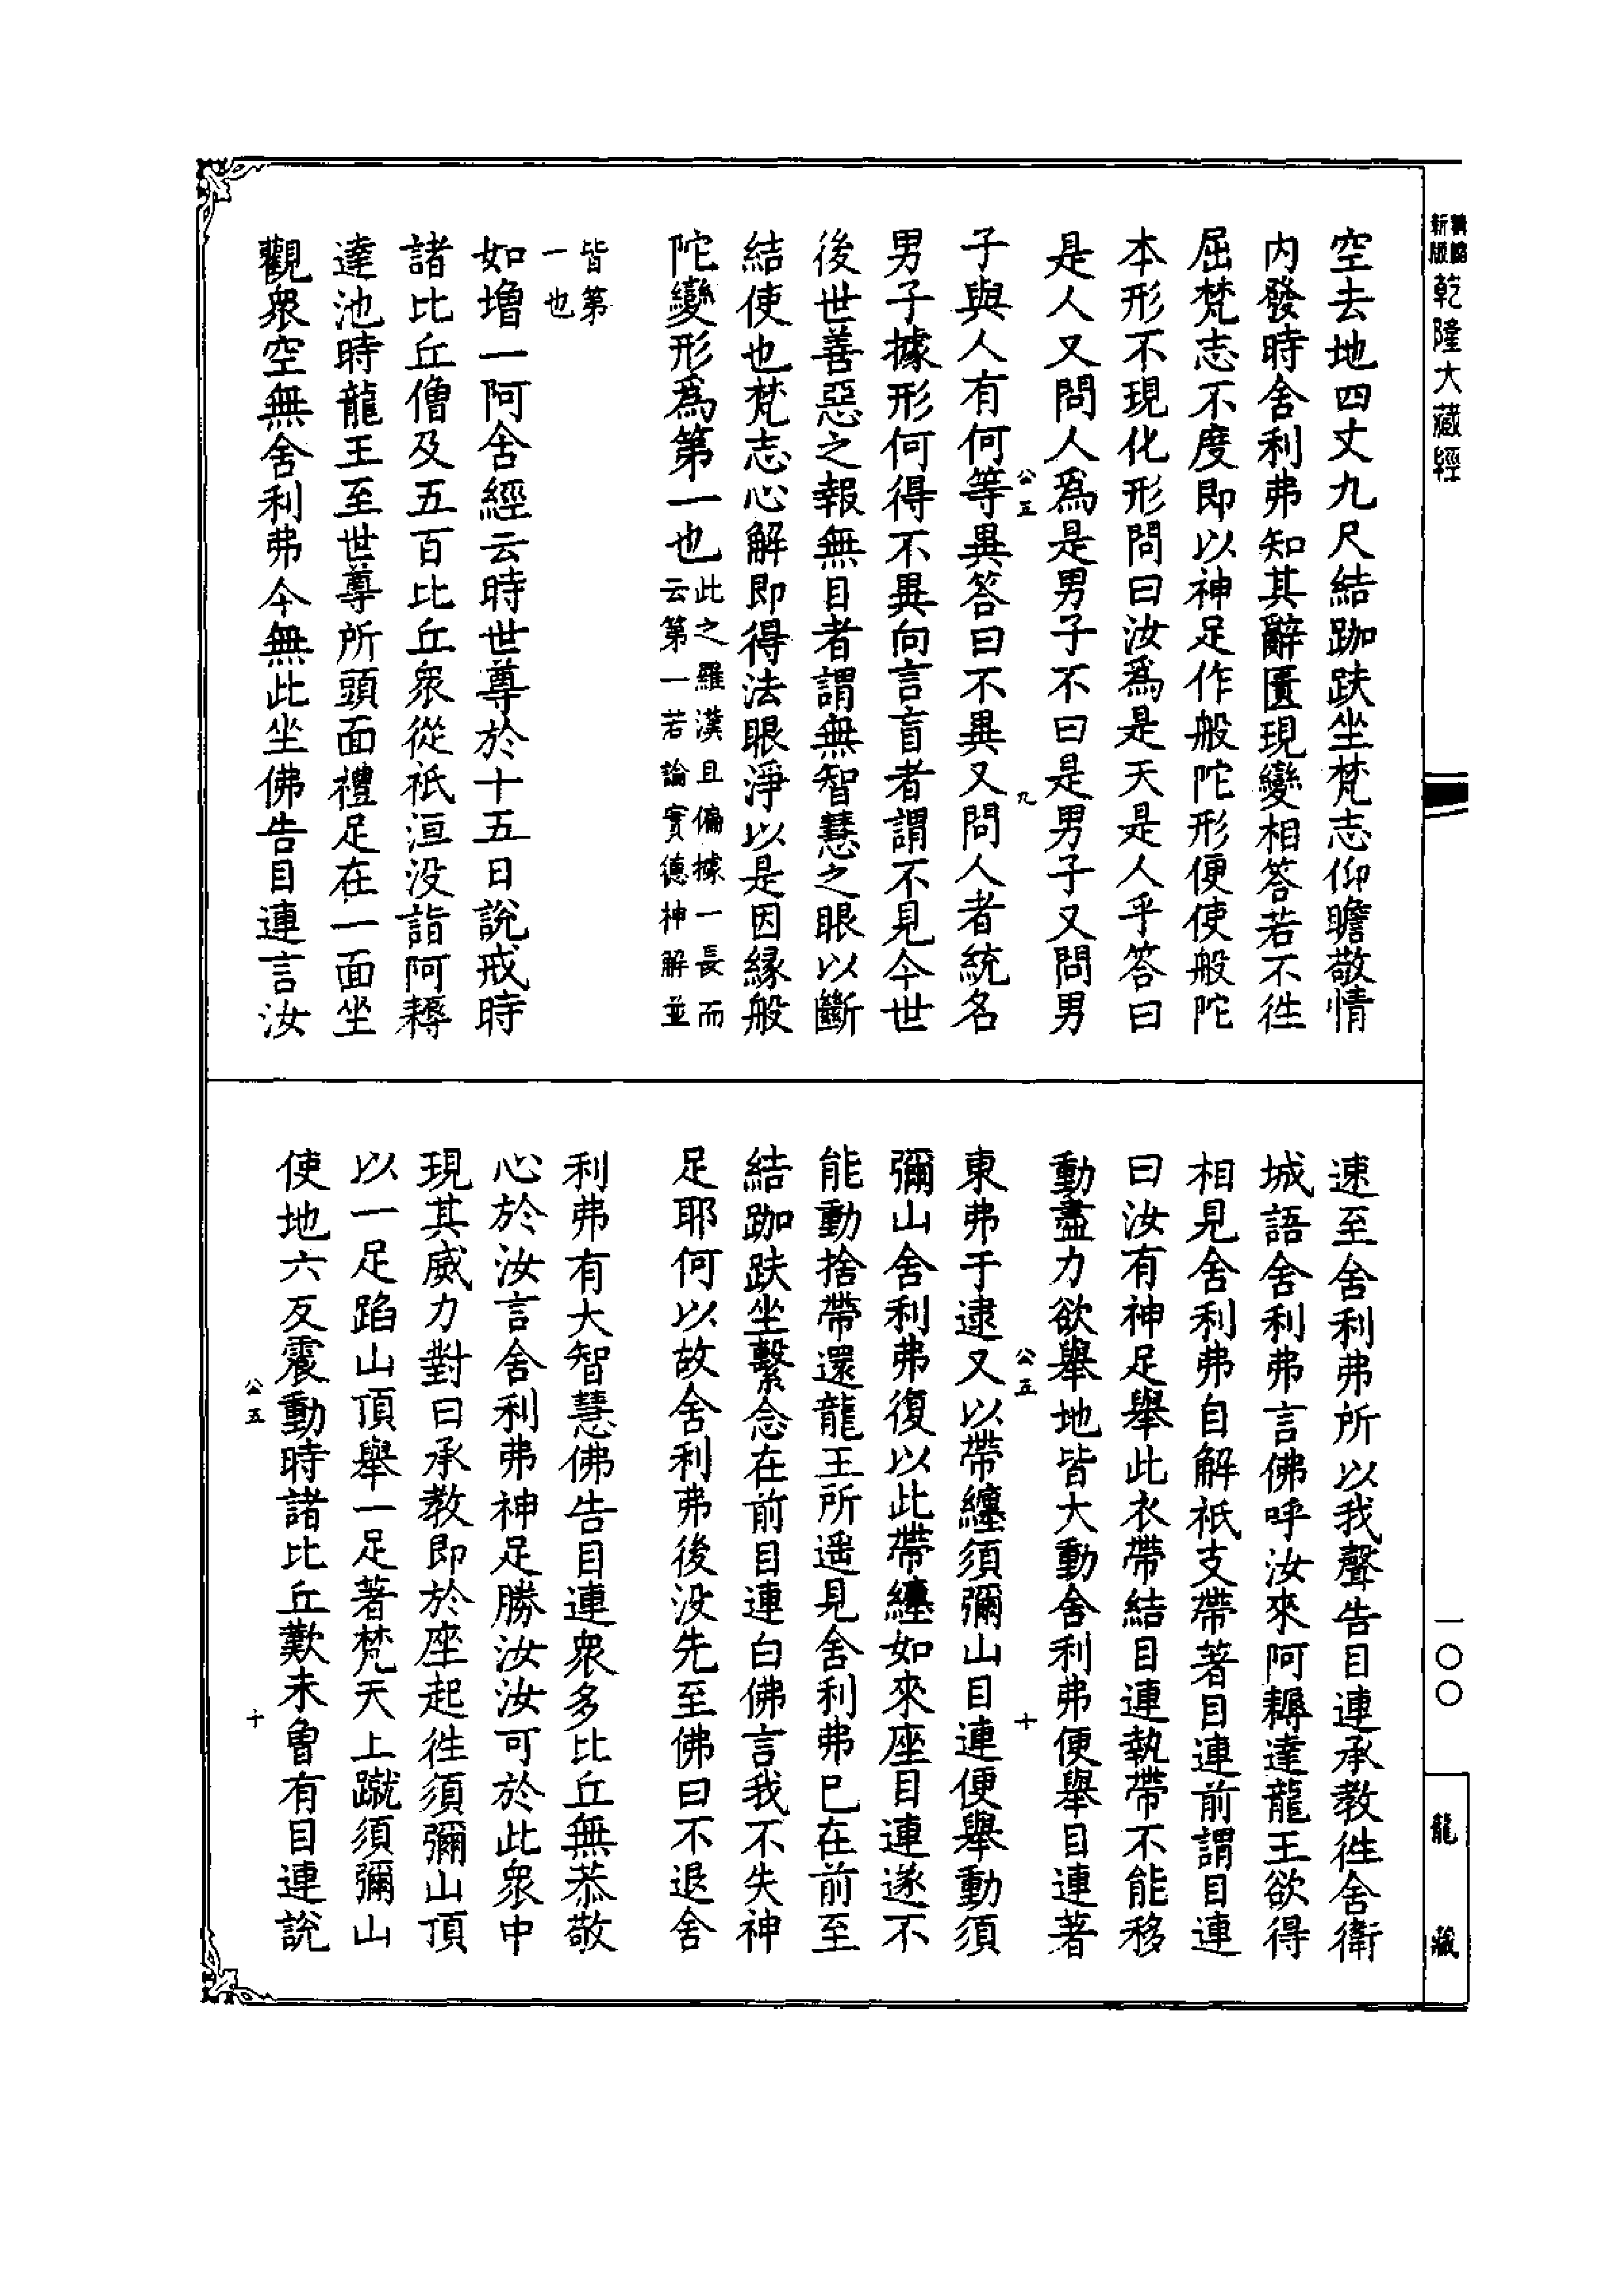 新版
乾隆大藏經
一〇〇
龍藏
空去地四丈九尺結跏趺坐梵志仰瞻敬情
内發時舍利弗知其辭匱現變相答若不徃
屈梵志不度即以神足作般陀形便使般陀
本形不現化形問曰汝爲是天是人乎答曰
是人又問人爲是男子不曰是男子又問男
公五
九
子與人有何等異答曰不異又問人者統名
男子據形何得不異向言盲者謂不見今世
後世善惡之報無目者謂無智慧之眼以斷
結使也梵志心解即得法眼淨以是因縁般
陀變形爲第一也此之羅漢且偏據一長而
云第一若論實德神解並
皆第
一也
如增一阿舍經云時世尊於十五日說戒時
諸比丘僧及五百比丘衆從祇洹没詣阿耨
達池時龍王至世尊所頭面禮足在一面坐
觀衆空無舍利弗今無此坐佛告目連言汝
速至舍利弗所以我聲告目連承教徃舍衛
城語舍利弗言佛呼汝來阿耨達龍王欲得
相見舍利弗自解祇支帶著目連前謂目連
曰汝有神足舉此衣帶結目連執帶不能移
動盡力欲舉地皆大動舍利弗便舉目連著
公五
十
東弗于逮又以帶纏須彌山目連便舉動須
彌山舍利弗復以此帶纏如來座目連遂不
能動捨帶還龍王所遥見舍利弗已在前至
結跏趺坐繫念在前目連白佛言我不失神
足耶何以故舍利弗後没先至佛曰不退舍
利弗有大智慧佛告目連衆多比丘無恭敬
心於汝言舍利弗神足勝汝汝可於此衆中
現其威力對曰承教即於座起徃須彌山頂
以一足蹈山頂舉一足著梵天上蹴須彌山
使地六反震動時諸比丘歎未曾有目連說
公五
十